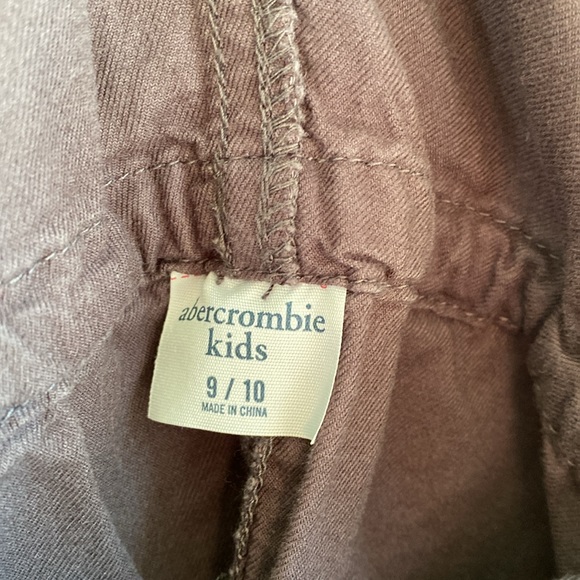 abercrombie
kids
9 / 10
MADE IN CHINA